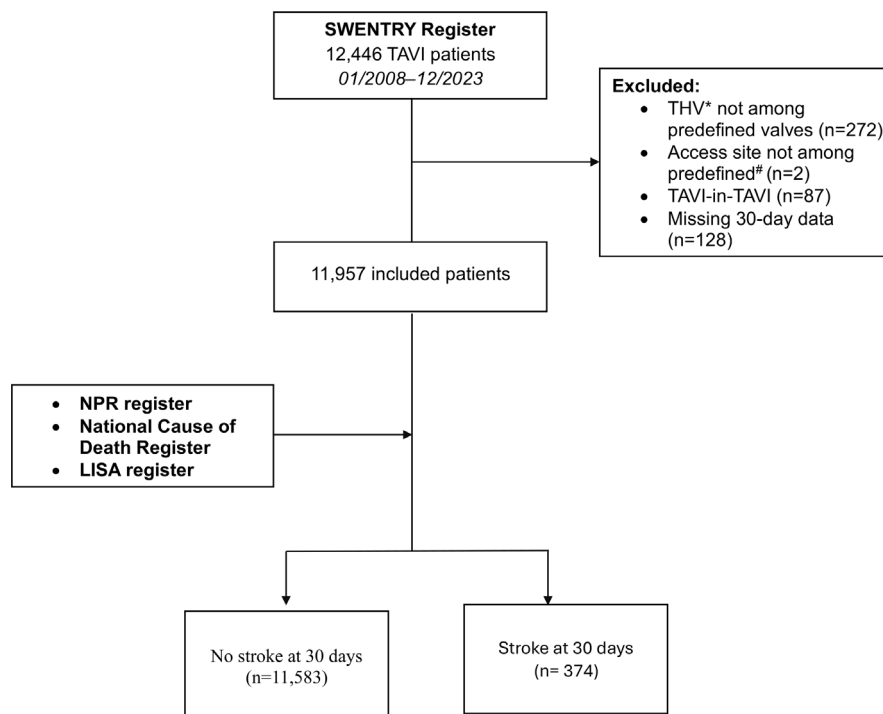 SWENTRY Register
12,446 TAVI patients
01/2008–12/2023
Excluded:
• THV* not among
predefined valves (n=272)
• Access site not among
predefined# (n=2)
• TAVI-in-TAVI (n=87)
• Missing 30-day data
(n=128)
11,957 included patients
• NPR register
• National Cause of
Death Register
• LISA register
No stroke at 30 days
(n=11,583)
Stroke at 30 days
(n= 374)